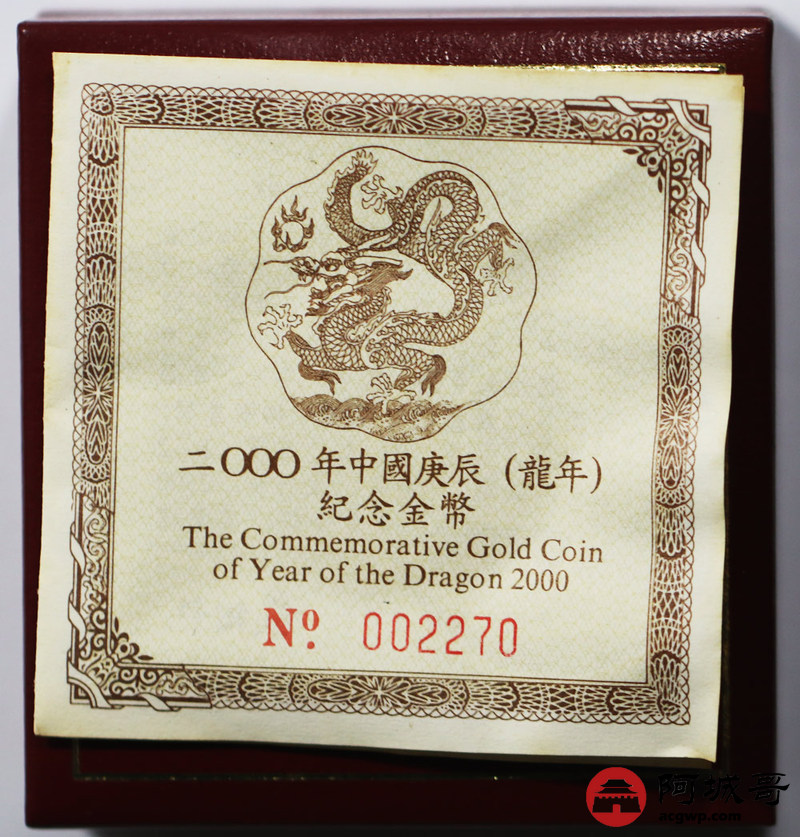 二OOO年中國庚辰(龍年)
紀念金幣
The Commemorative Gold Coin
of Year of the Dragon 2000
Nº. 002270
阿城哥
acgwp.com